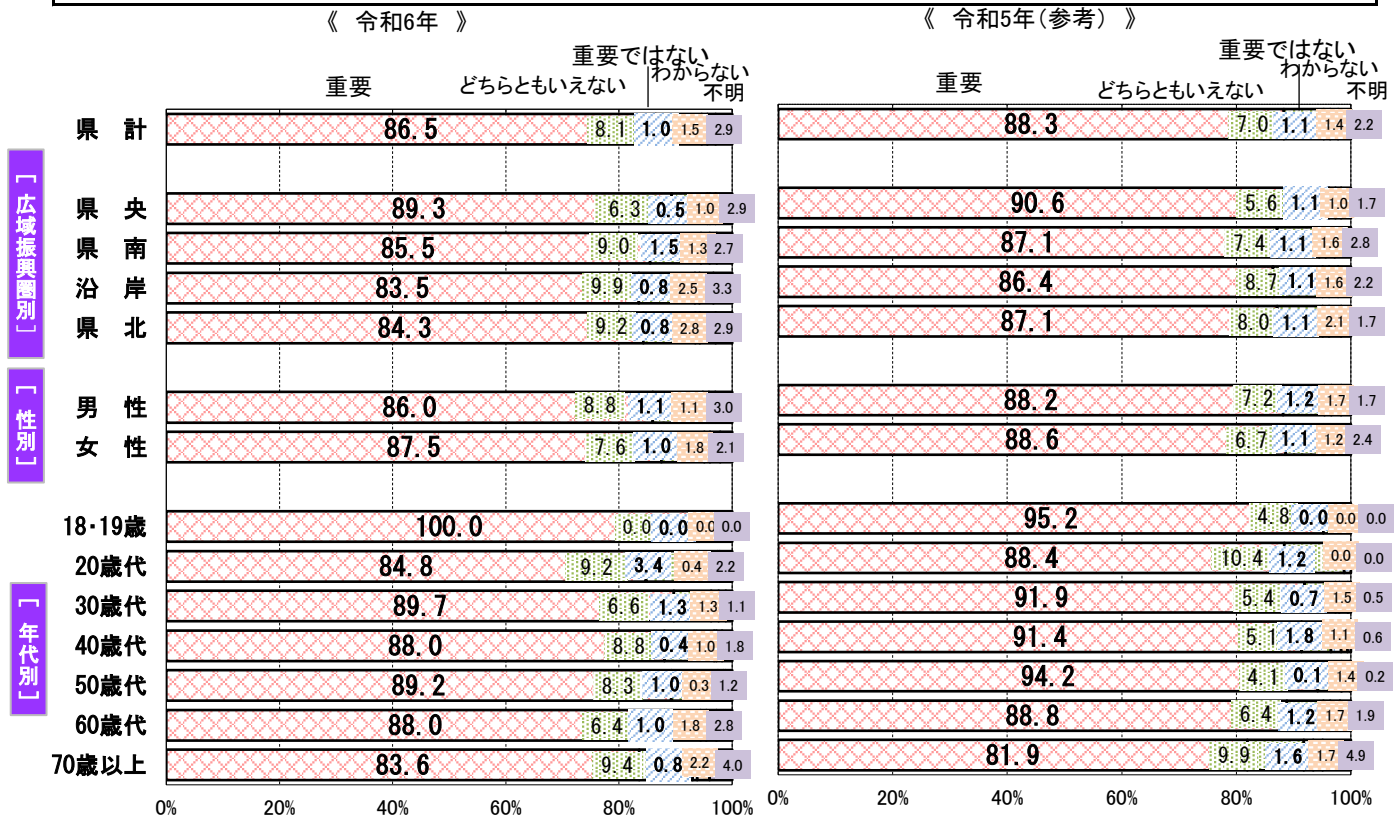 《 令和6年 》
《 令和5年(参考) 》
重要 どちらともいえない 重要ではない わからない 不明
重要 どちらともいえない 重要ではない わからない 不明
県 計 86.5 8.1 1.0 1.5 2.9 88.3 7.0 1.1 1.4 2.2
[広域振興圏別]
県 央 89.3 6.3 0.5 1.0 2.9 90.6 5.6 1.1 1.0 1.7
県 南 85.5 9.0 1.5 1.3 2.7 87.1 7.4 1.1 1.6 2.8
沿 岸 83.5 9.9 0.8 2.5 3.3 86.4 8.7 1.1 1.6 2.2
県 北 84.3 9.2 0.8 2.8 2.9 87.1 8.0 1.1 2.1 1.7
[性別]
男 性 86.0 8.8 1.1 1.1 3.0 88.2 7.2 1.2 1.7 1.7
女 性 87.5 7.6 1.0 1.8 2.1 88.6 6.7 1.1 1.2 2.4
[年代別]
18・19歳 100.0 0.0 0.0 0.0 0.0 95.2 4.8 0.0 0.0 0.0
20歳代 84.8 9.2 3.4 0.4 2.2 88.4 10.4 1.2 0.0 0.0
30歳代 89.7 6.6 1.3 1.3 1.1 91.9 5.4 0.7 1.5 0.5
40歳代 88.0 8.8 0.4 1.0 1.8 91.4 5.1 1.8 1.1 0.6
50歳代 89.2 8.3 1.0 0.3 1.2 94.2 4.1 0.1 1.4 0.2
60歳代 88.0 6.4 1.0 1.8 2.8 88.8 6.4 1.2 1.7 1.9
70歳以上 83.6 9.4 0.8 2.2 4.0 81.9 9.9 1.6 1.7 4.9
0% 20% 40% 60% 80% 100% 0% 20% 40% 60% 80% 100%